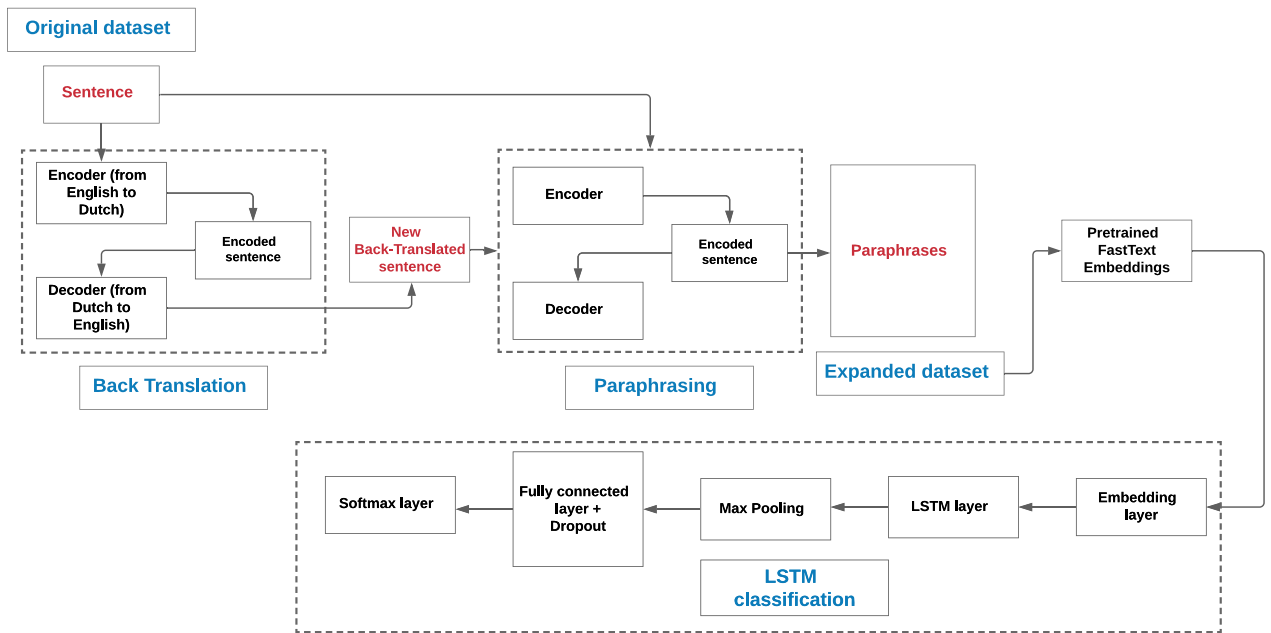 Original dataset
Sentence
Encoder (from
English to
Dutch)
Encoded
sentence
Decoder (from
Dutch to
English)
Back Translation
New
Back-Translated
sentence
Encoder
Encoded
sentence
Decoder
Paraphrasing
Paraphrases
Expanded dataset
Pretrained
FastText
Embeddings
Embedding
layer
LSTM layer
Max Pooling
Fully connected
layer +
Dropout
Softmax layer
LSTM
classification